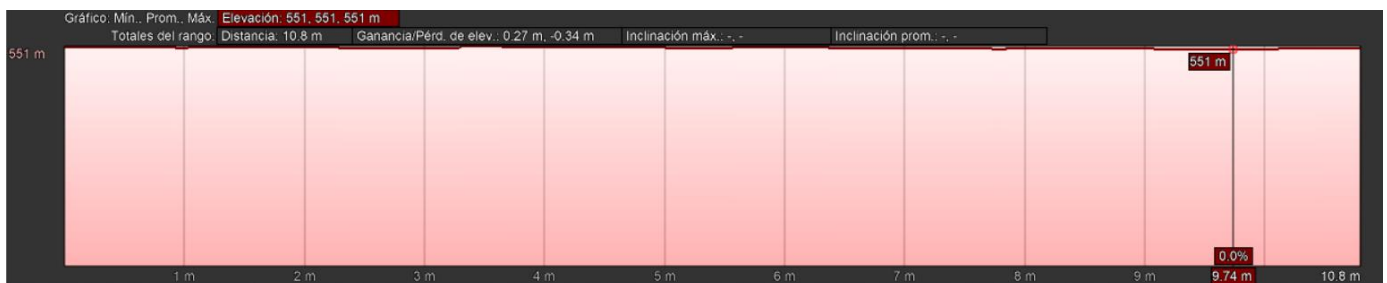 Gráfico: Mín., Prom., Máx. Elevación: 551, 551, 551 m
Totales del rango: Distancia: 10.8 m Ganancia/Pérd. de elev.: 0.27 m, -0.34 m Inclinación máx.: -, - Inclinación prom.: -, -
551 m
551 m
0.0%
1 m 2 m 3 m 4 m 5 m 6 m 7 m 8 m 9 m 9.74 m 10.8 m